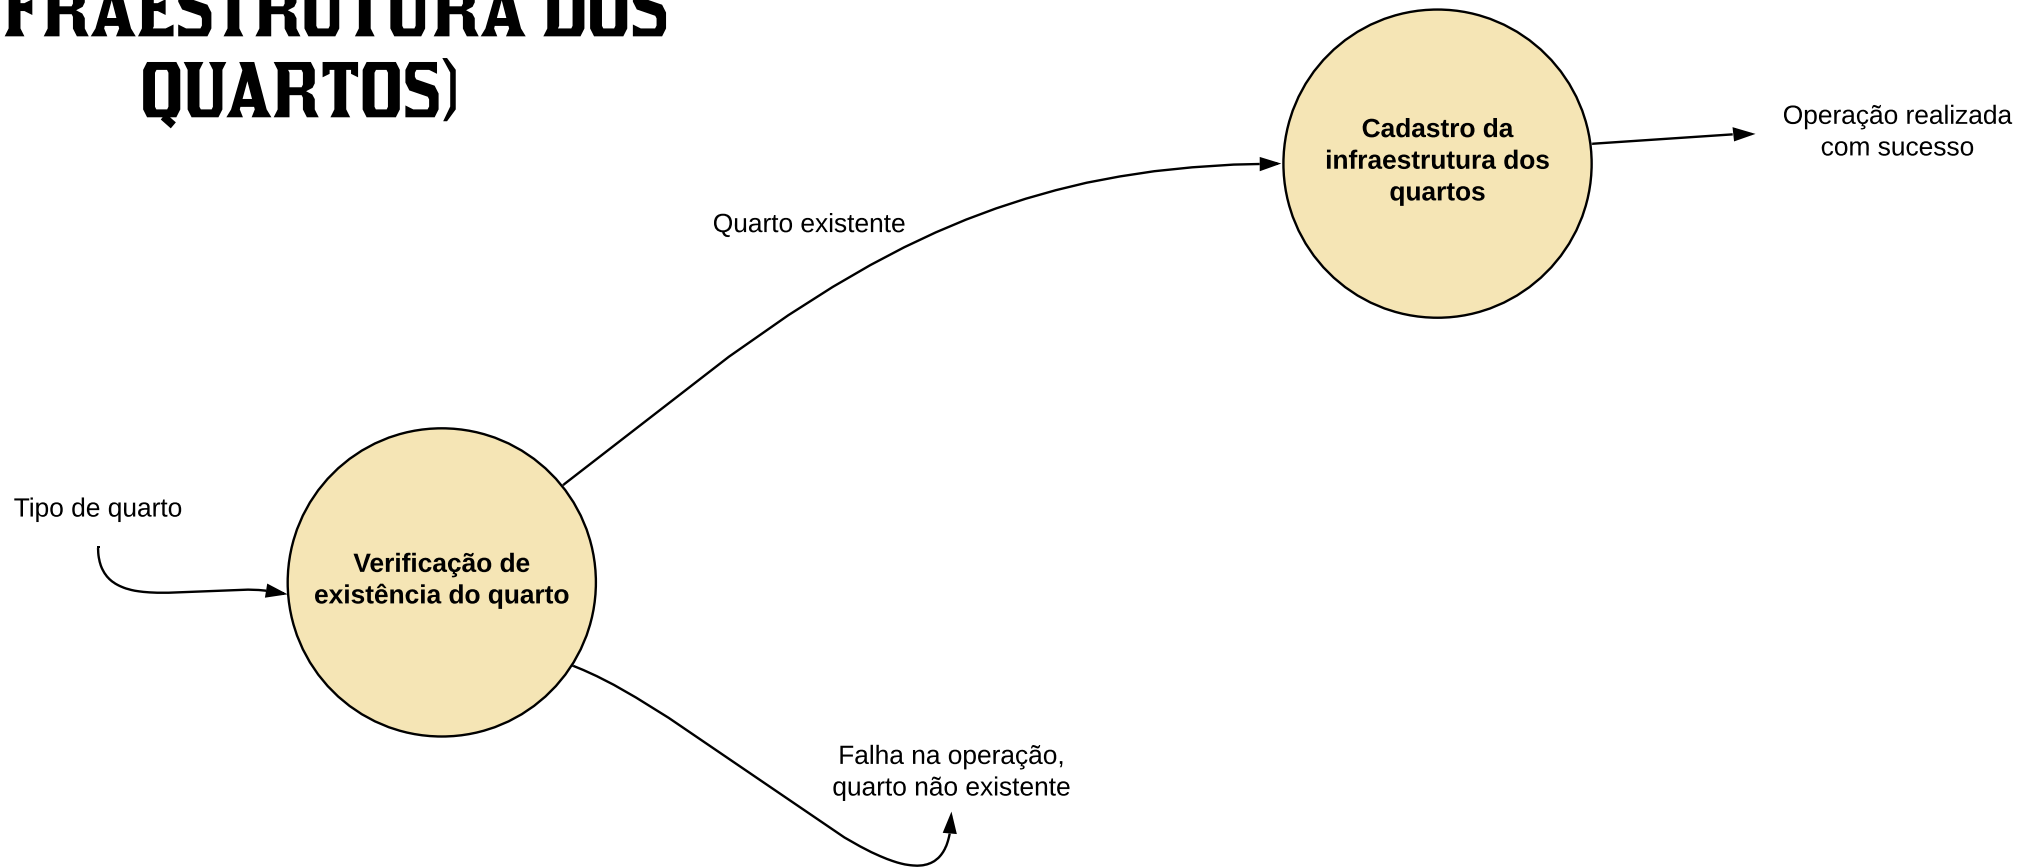 FRAESTRUTURA DOS
QUARTOS)
Cadastro da
infraestrutura dos
quartos
Operação realizada
com sucesso
Quarto existente
Tipo de quarto
Verificação de
existência do quarto
Falha na operação,
quarto não existente